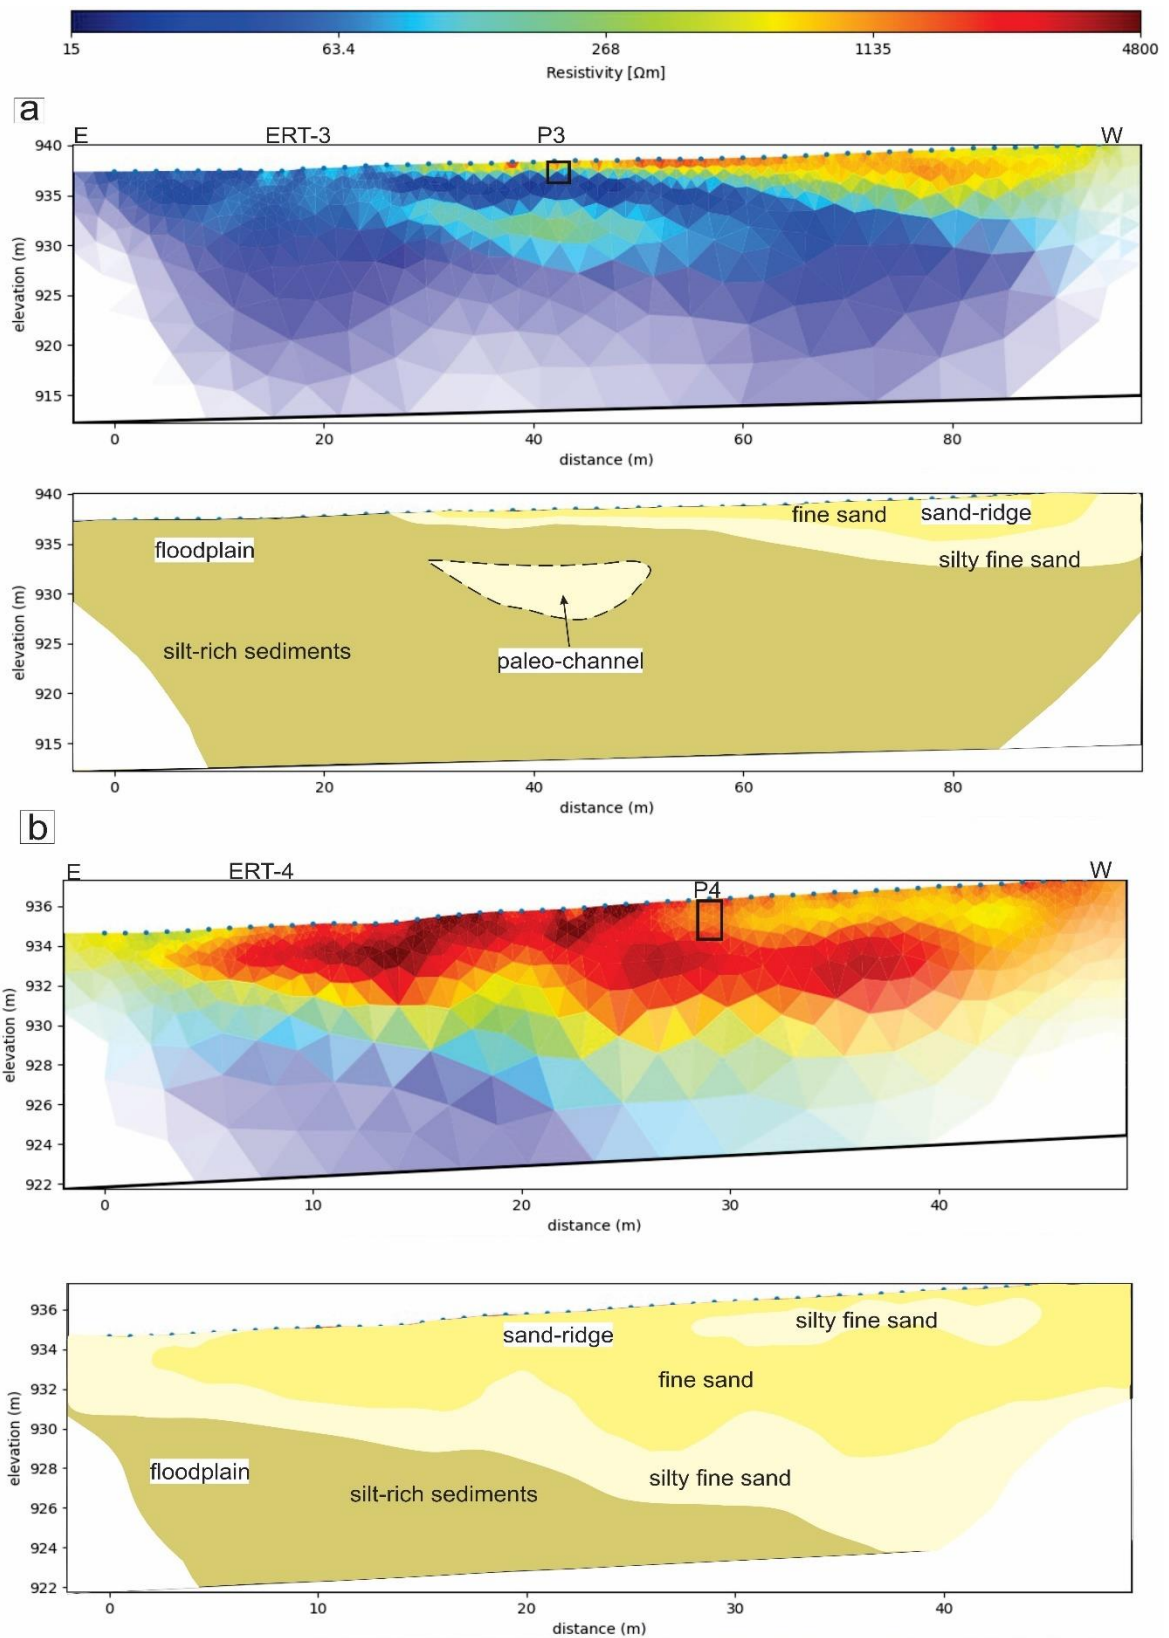 15 63.4 268 1135 4800
Resistivity [Ωm]
a
E ERT-3 P3 W
940
935
930
925
920
915
elevation (m)
0 20 40 60 80
distance (m)
940
935
930
925
920
915
elevation (m)
fine sand sand-ridge
floodplain
silty fine sand
silt-rich sediments
paleo-channel
0 20 40 60 80
distance (m)
b
E ERT-4 P4 W
936
934
932
930
928
926
924
922
elevation (m)
0 10 20 30 40
distance (m)
936
934
932
930
928
926
924
922
elevation (m)
silty fine sand
sand-ridge
fine sand
floodplain
silty fine sand
silt-rich sediments
0 10 20 30 40
distance (m)